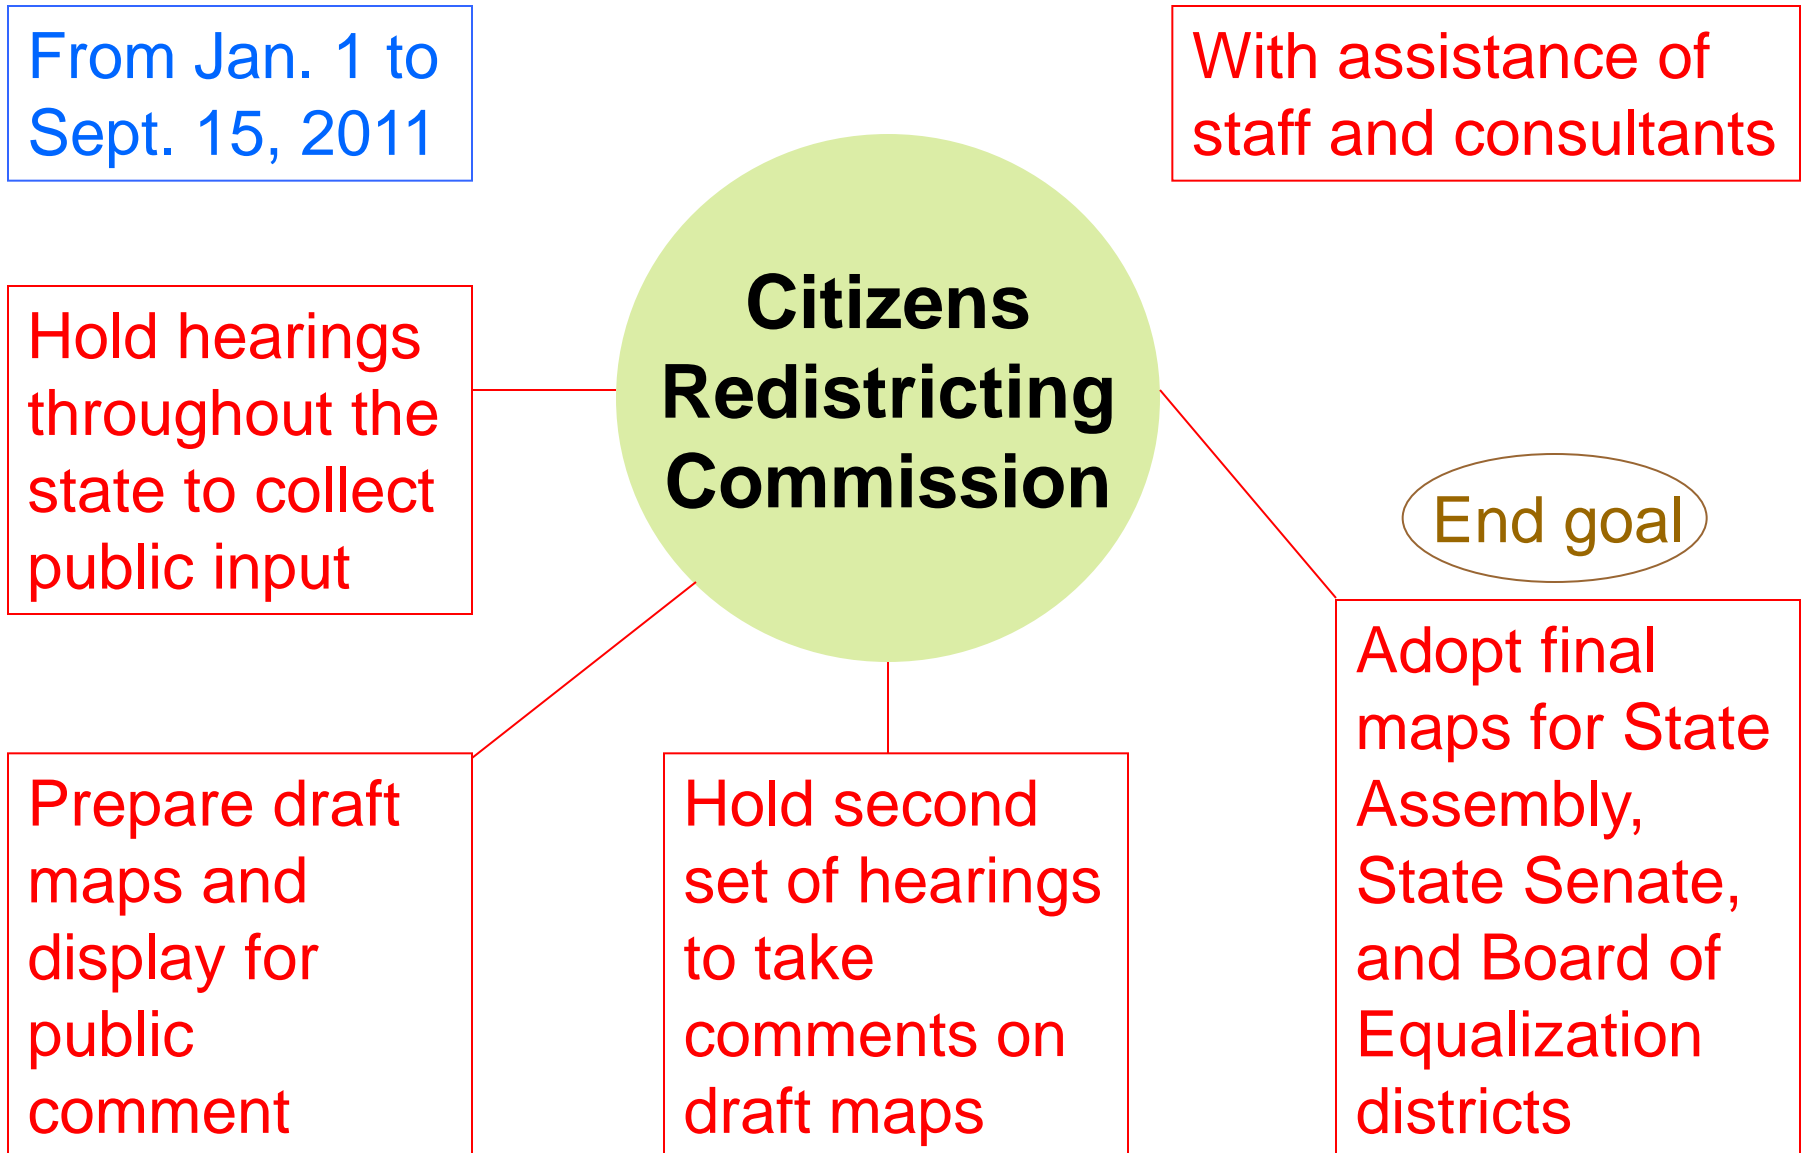 From Jan. 1 to
Sept. 15, 2011
With assistance of
staff and consultants
Citizens
Redistricting
Commission
Hold hearings
throughout the
state to collect
public input
Prepare draft
maps and
display for
public
comment
Hold second
set of hearings
to take
comments on
draft maps
End goal
Adopt final
maps for State
Assembly,
State Senate,
and Board of
Equalization
districts